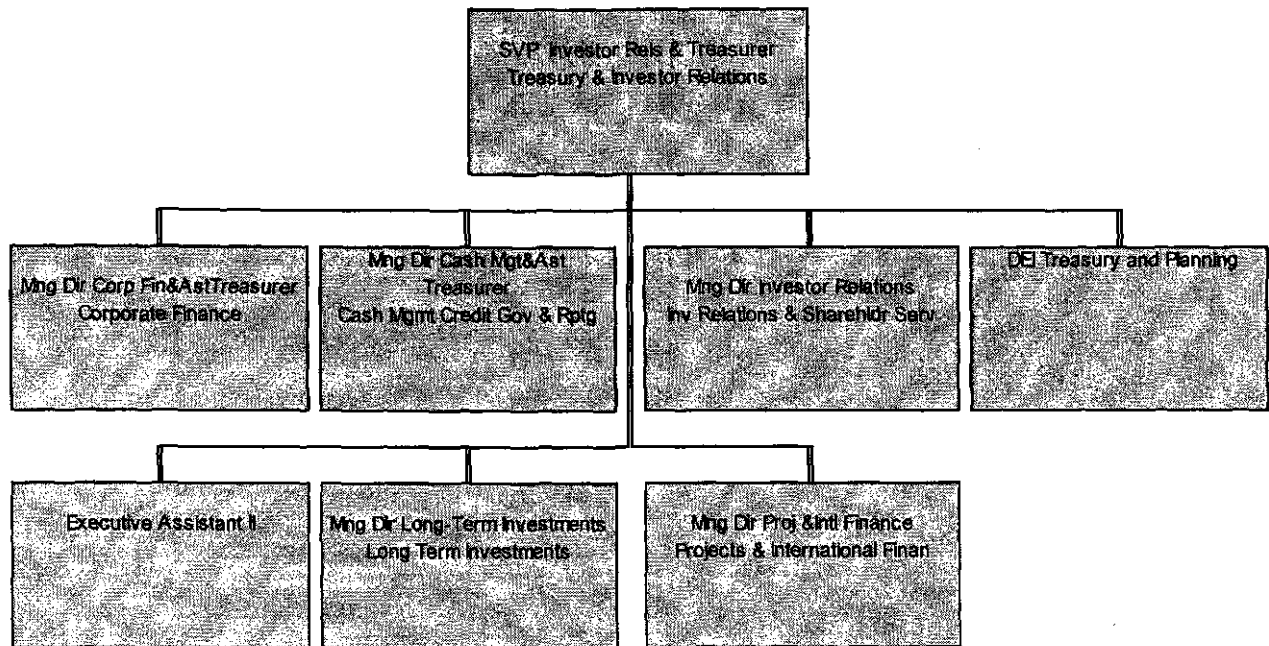 SVP Investor Rels & Treasurer
Treasury & Investor Relations
Mng Dir Corp Fin&AstTreasurer
Corporate Finance
Mng Dir Cash Mgt&Ast
Treasurer
Cash Mgmt Credit Gov & Rptg
Mng Dir Investor Relations
Inv Relations & Sharehldr Serv
DEI Treasury and Planning
Executive Assistant II
Mng Dir Long-Term Investments
Long Term Investments
Mng Dir Proj &Intl Finance
Projects & International Finan